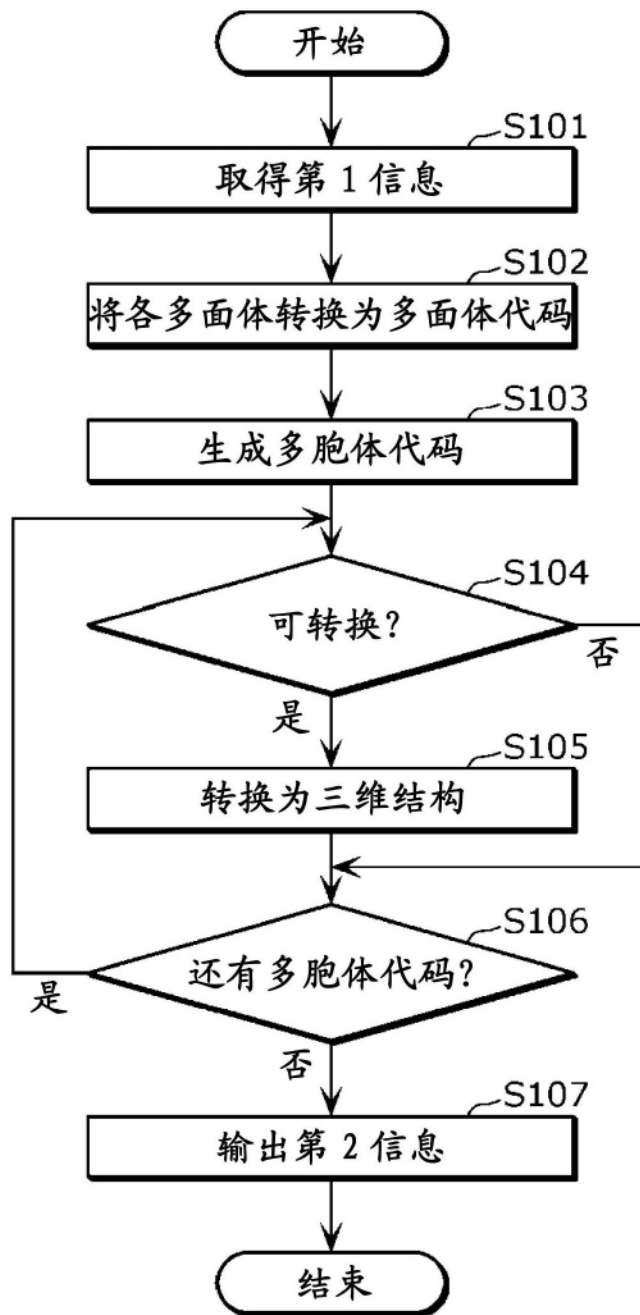 开始
S101
取得第1信息
S102
将各多面体转换为多面体代码
S103
生成多胞体代码
S104
可转换?
否
是
S105
转换为三维结构
S106
还有多胞体代码?
是
否
S107
输出第2信息
结束